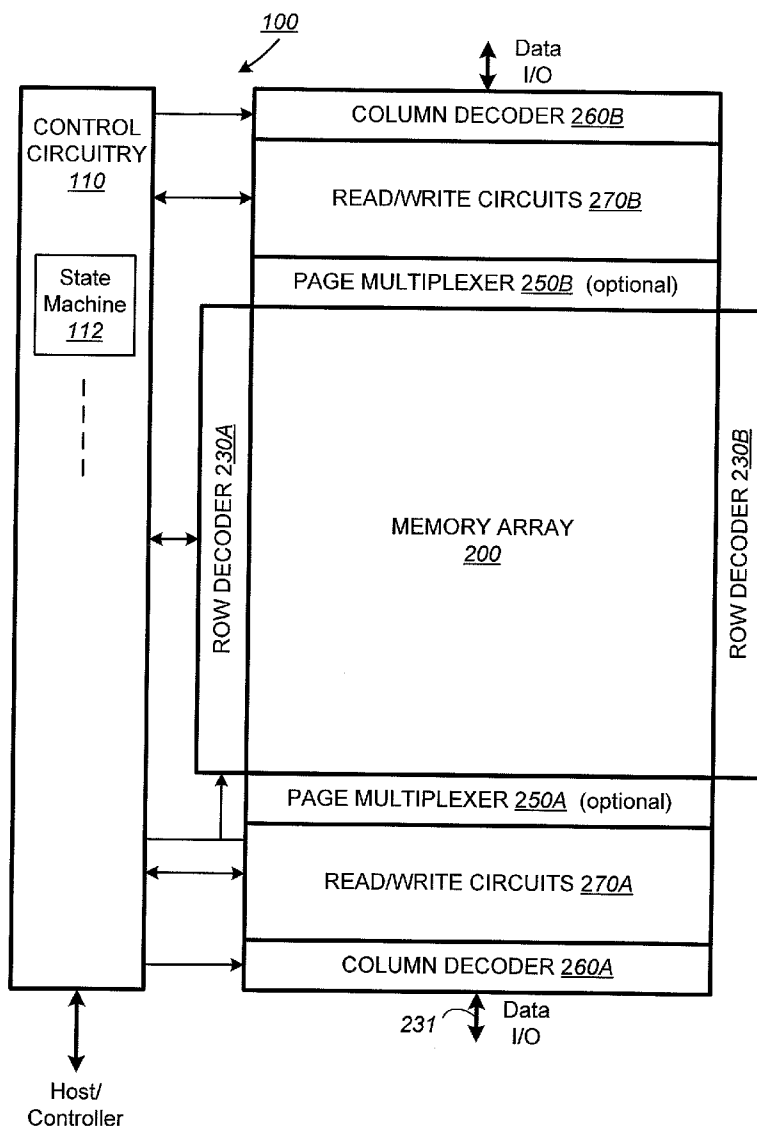 100
Data
I/O
CONTROL
CIRCUITRY
110
COLUMN DECODER 260B
READ/WRITE CIRCUITS 270B
State
Machine
112
PAGE MULTIPLEXER 250B (optional)
ROW DECODER 230A
MEMORY ARRAY
200
ROW DECODER 230B
PAGE MULTIPLEXER 250A (optional)
READ/WRITE CIRCUITS 270A
COLUMN DECODER 260A
231
Data
I/O
Host/
Controller